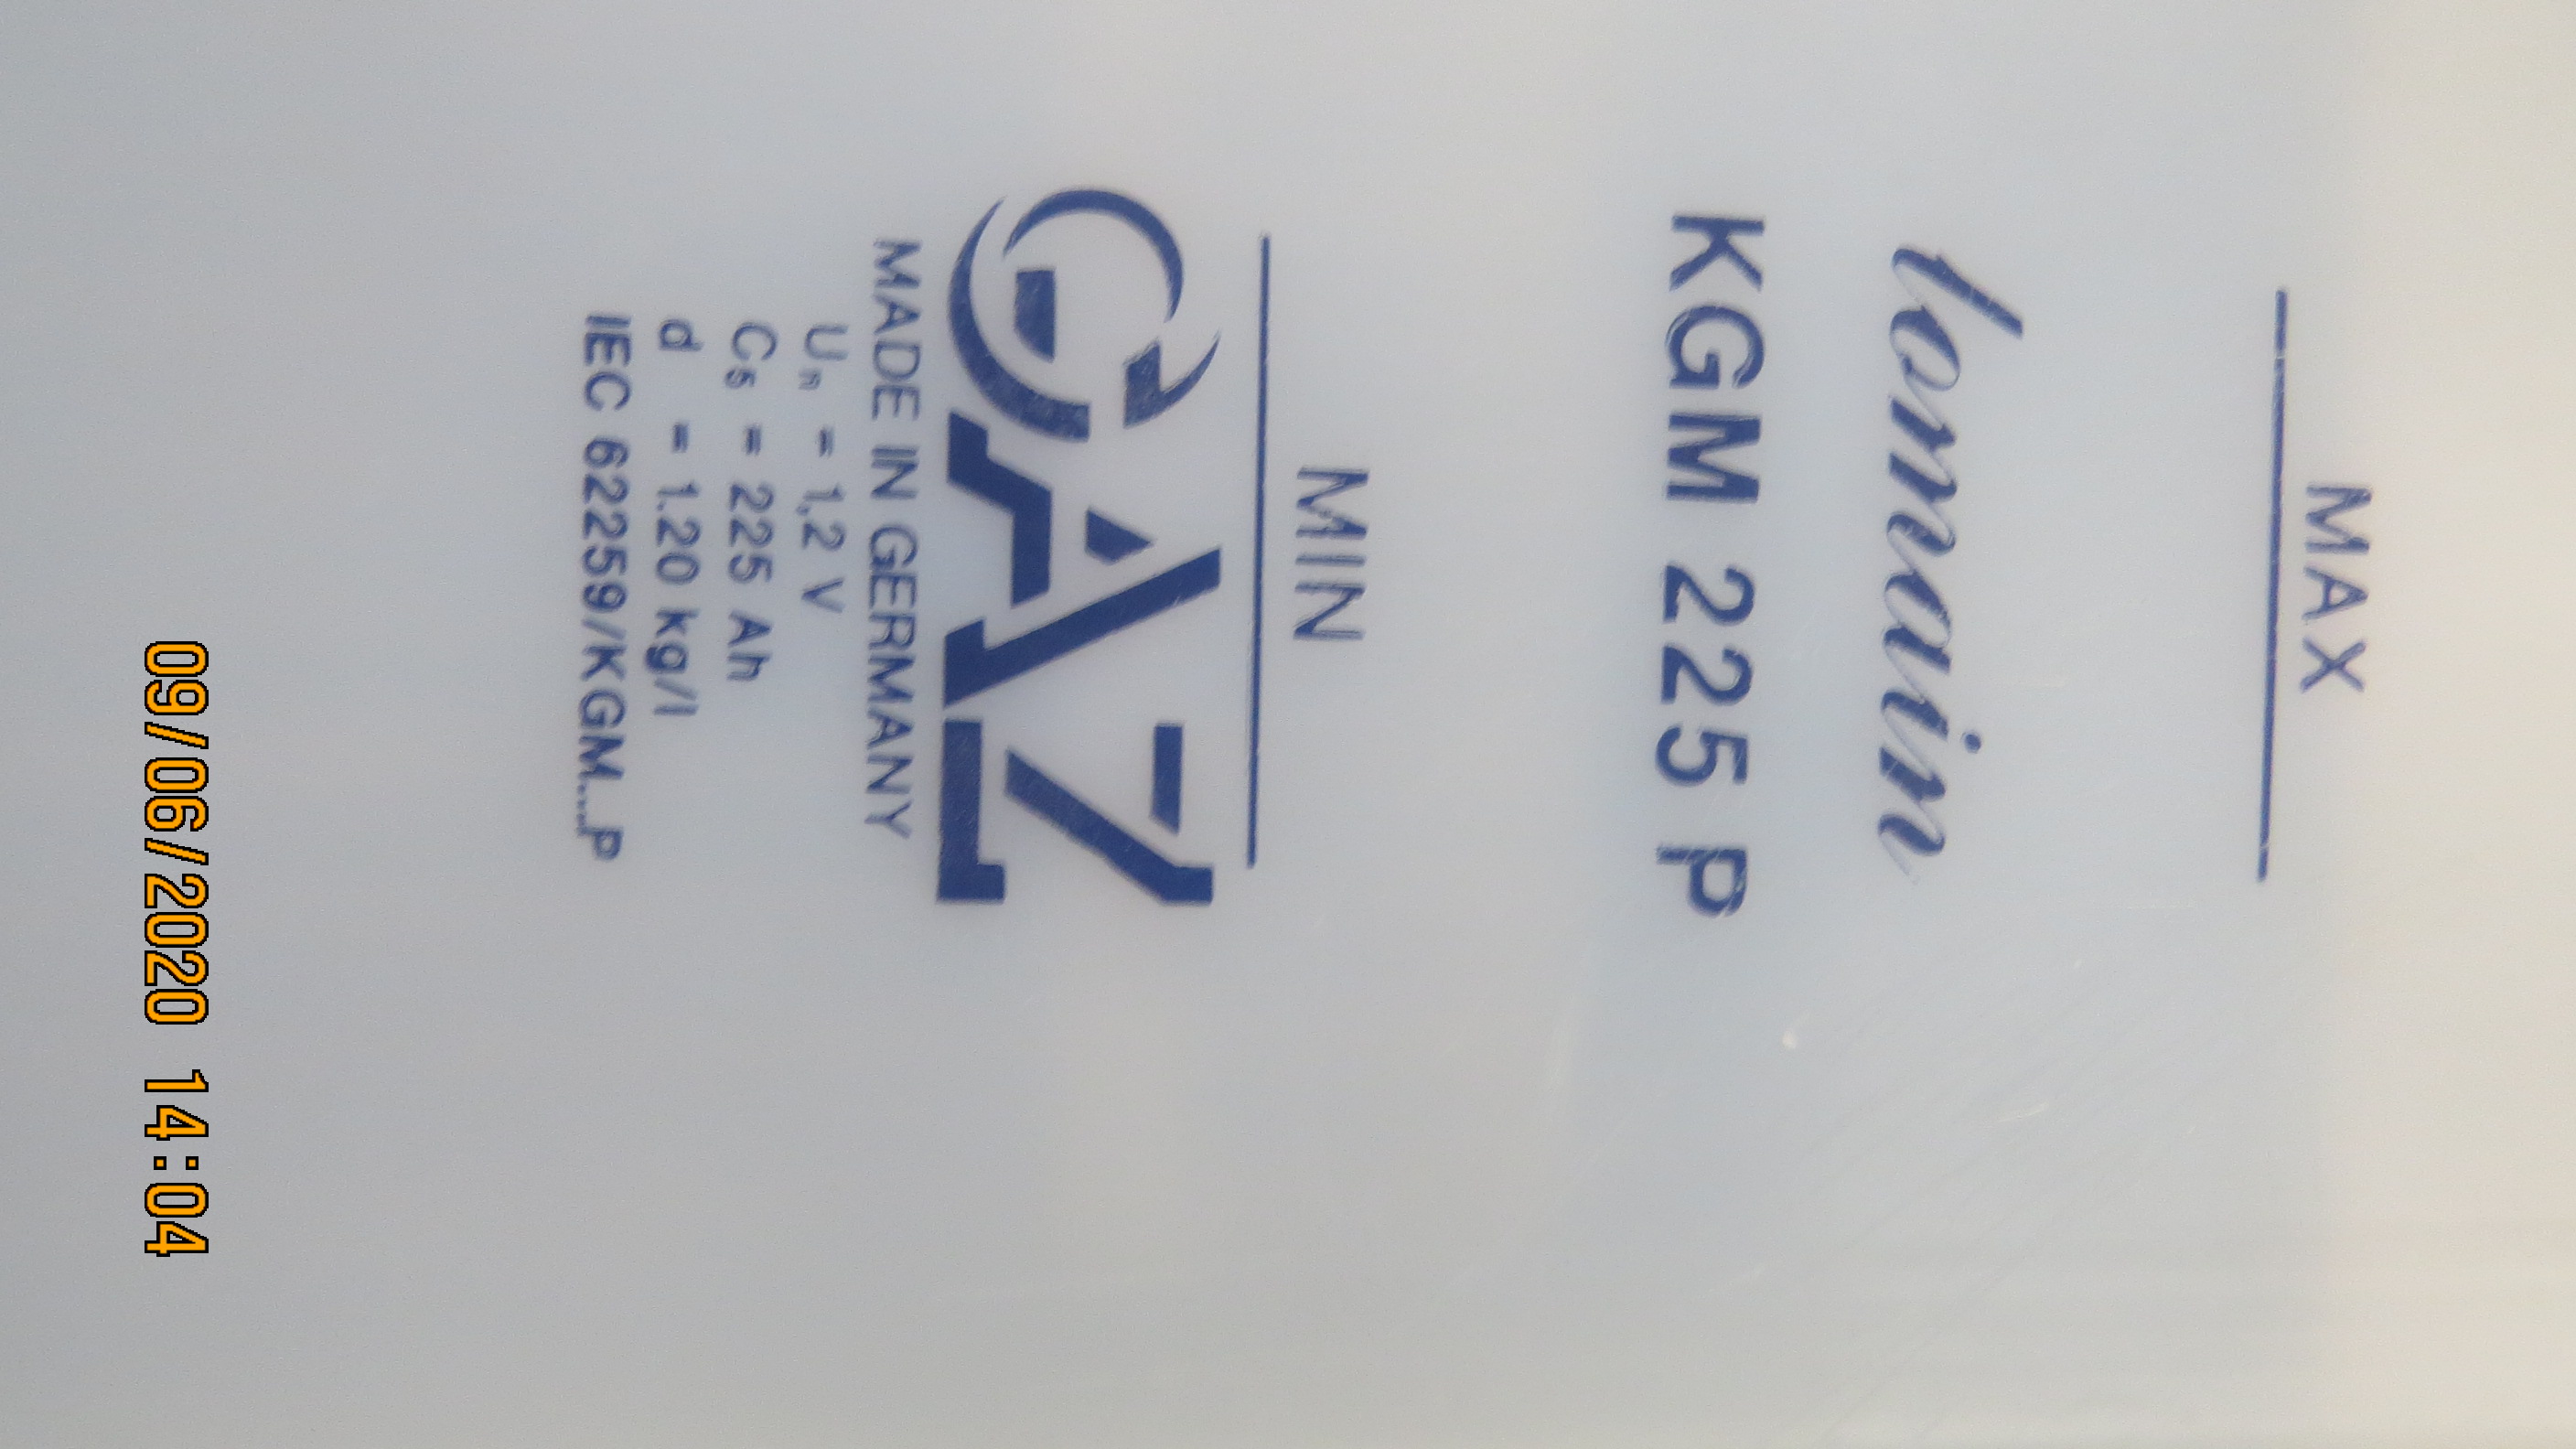 MAX
lomain
KGM 225 P
MIN
GAZ
MADE IN GERMANY
Un = 1,2 V
C5 = 225 Ah
d = 1.20 kg/l
IEC 62259/KGM...P
09/06/2020 14:04